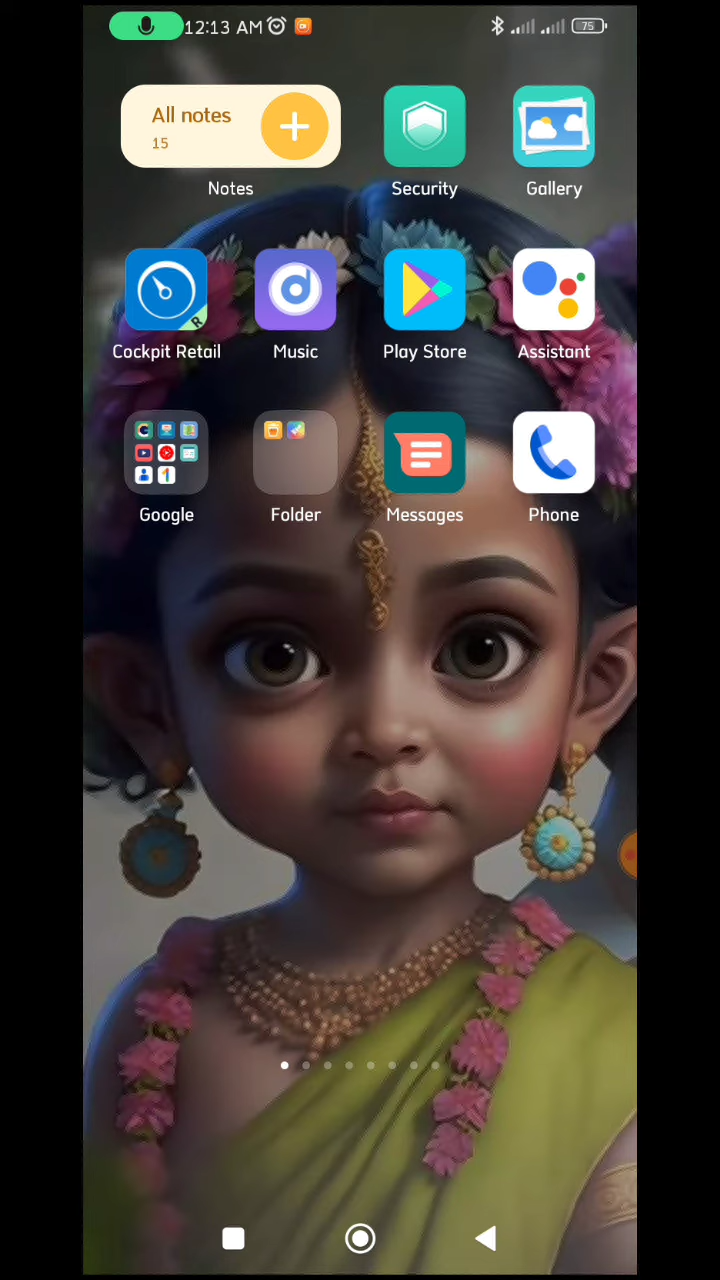 12:13 AM
75
All notes
15
Notes
Security
Gallery
R
Cockpit Retail
Music
Play Store
Assistant
Google
Folder
Messages
Phone